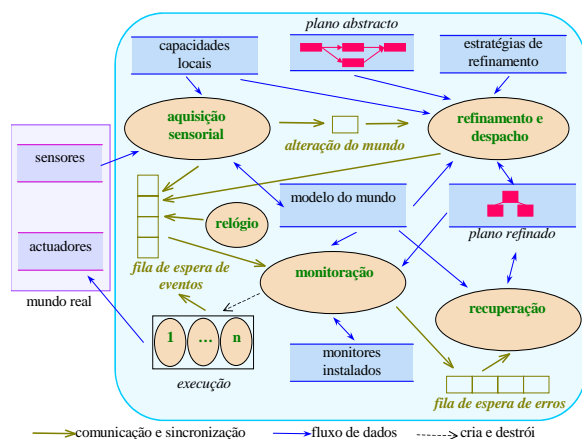 plano abstracto
capacidades
locais
estratégias de
refinamento
aquisição
sensorial
refinamento e
despacho
alteração do mundo
sensores
modelo do mundo
relógio
plano refinado
actuadores
fila de espera de
eventos
monitoração
mundo real
recuperação
1
...
n
execução
monitores
instalados
fila de espera de erros
comunicação e sincronização
fluxo de dados
cria e destrói